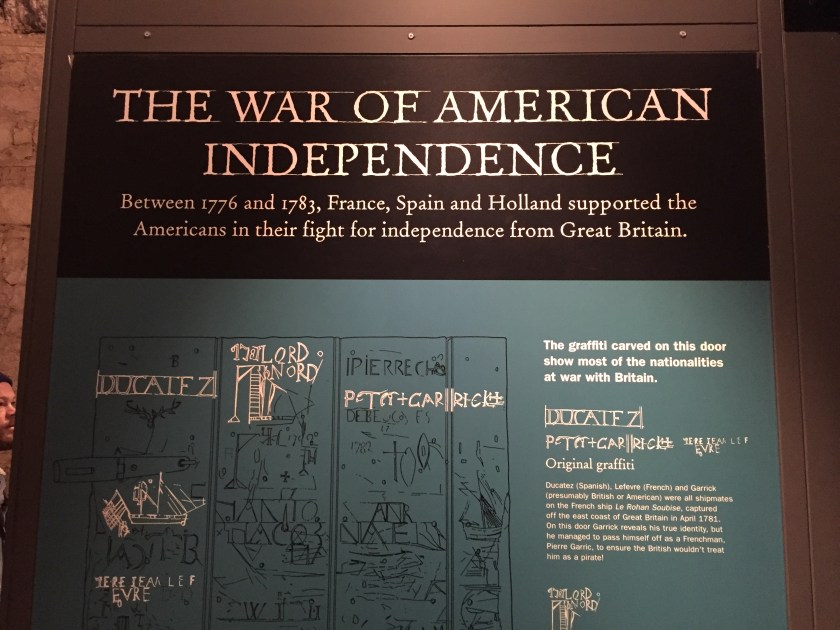 THE WAR OF AMERICAN
INDEPENDENCE
Between 1776 and 1783, France, Spain and Holland supported the
Americans in their fight for independence from Great Britain.
DUCATEZ
1781 LORD
NORD
PIERRE CH
PETER+GARRICK+
1782
JERE JEAN LEF
EVRE
The graffiti carved on this door
show most of the nationalities
at war with Britain.
DUCATEZ
PETER+GARRICK+ JERE JEAN LEF
EVRE
Original graffiti
Ducatez (Spanish), Lefevre (French) and Garrick
(presumably British or American) were all shipmates
on the French ship Le Rohan Soubise, captured
off the east coast of Great Britain in April 1781.
On this door Garrick reveals his true identity, but
he managed to pass himself off as a Frenchman,
Pierre Garric, to ensure the British wouldn't treat
him as a pirate!
1781 LORD
NORD